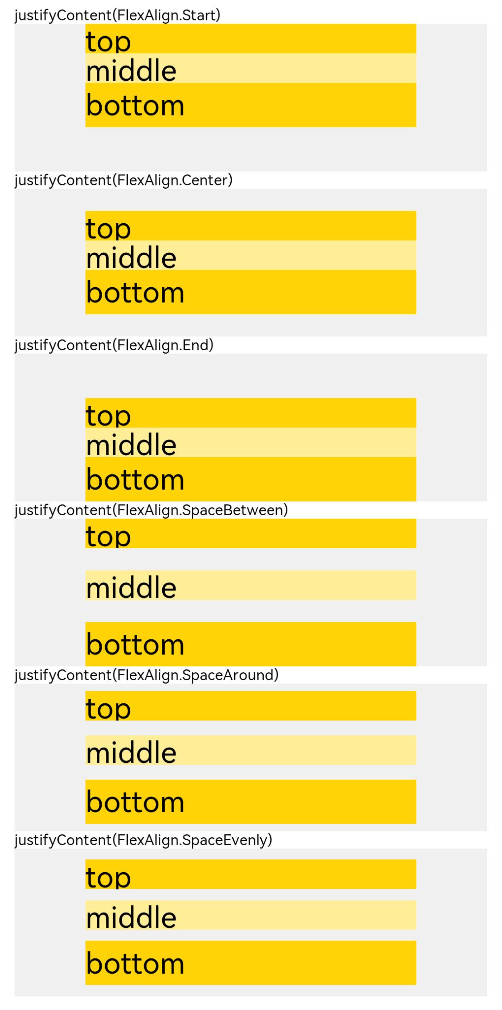 justifyContent(FlexAlign.Start)
top
middle
bottom
justifyContent(FlexAlign.Center)
top
middle
bottom
justifyContent(FlexAlign.End)
top
middle
bottom
justifyContent(FlexAlign.SpaceBetween)
top
middle
bottom
justifyContent(FlexAlign.SpaceAround)
top
middle
bottom
justifyContent(FlexAlign.SpaceEvenly)
top
middle
bottom